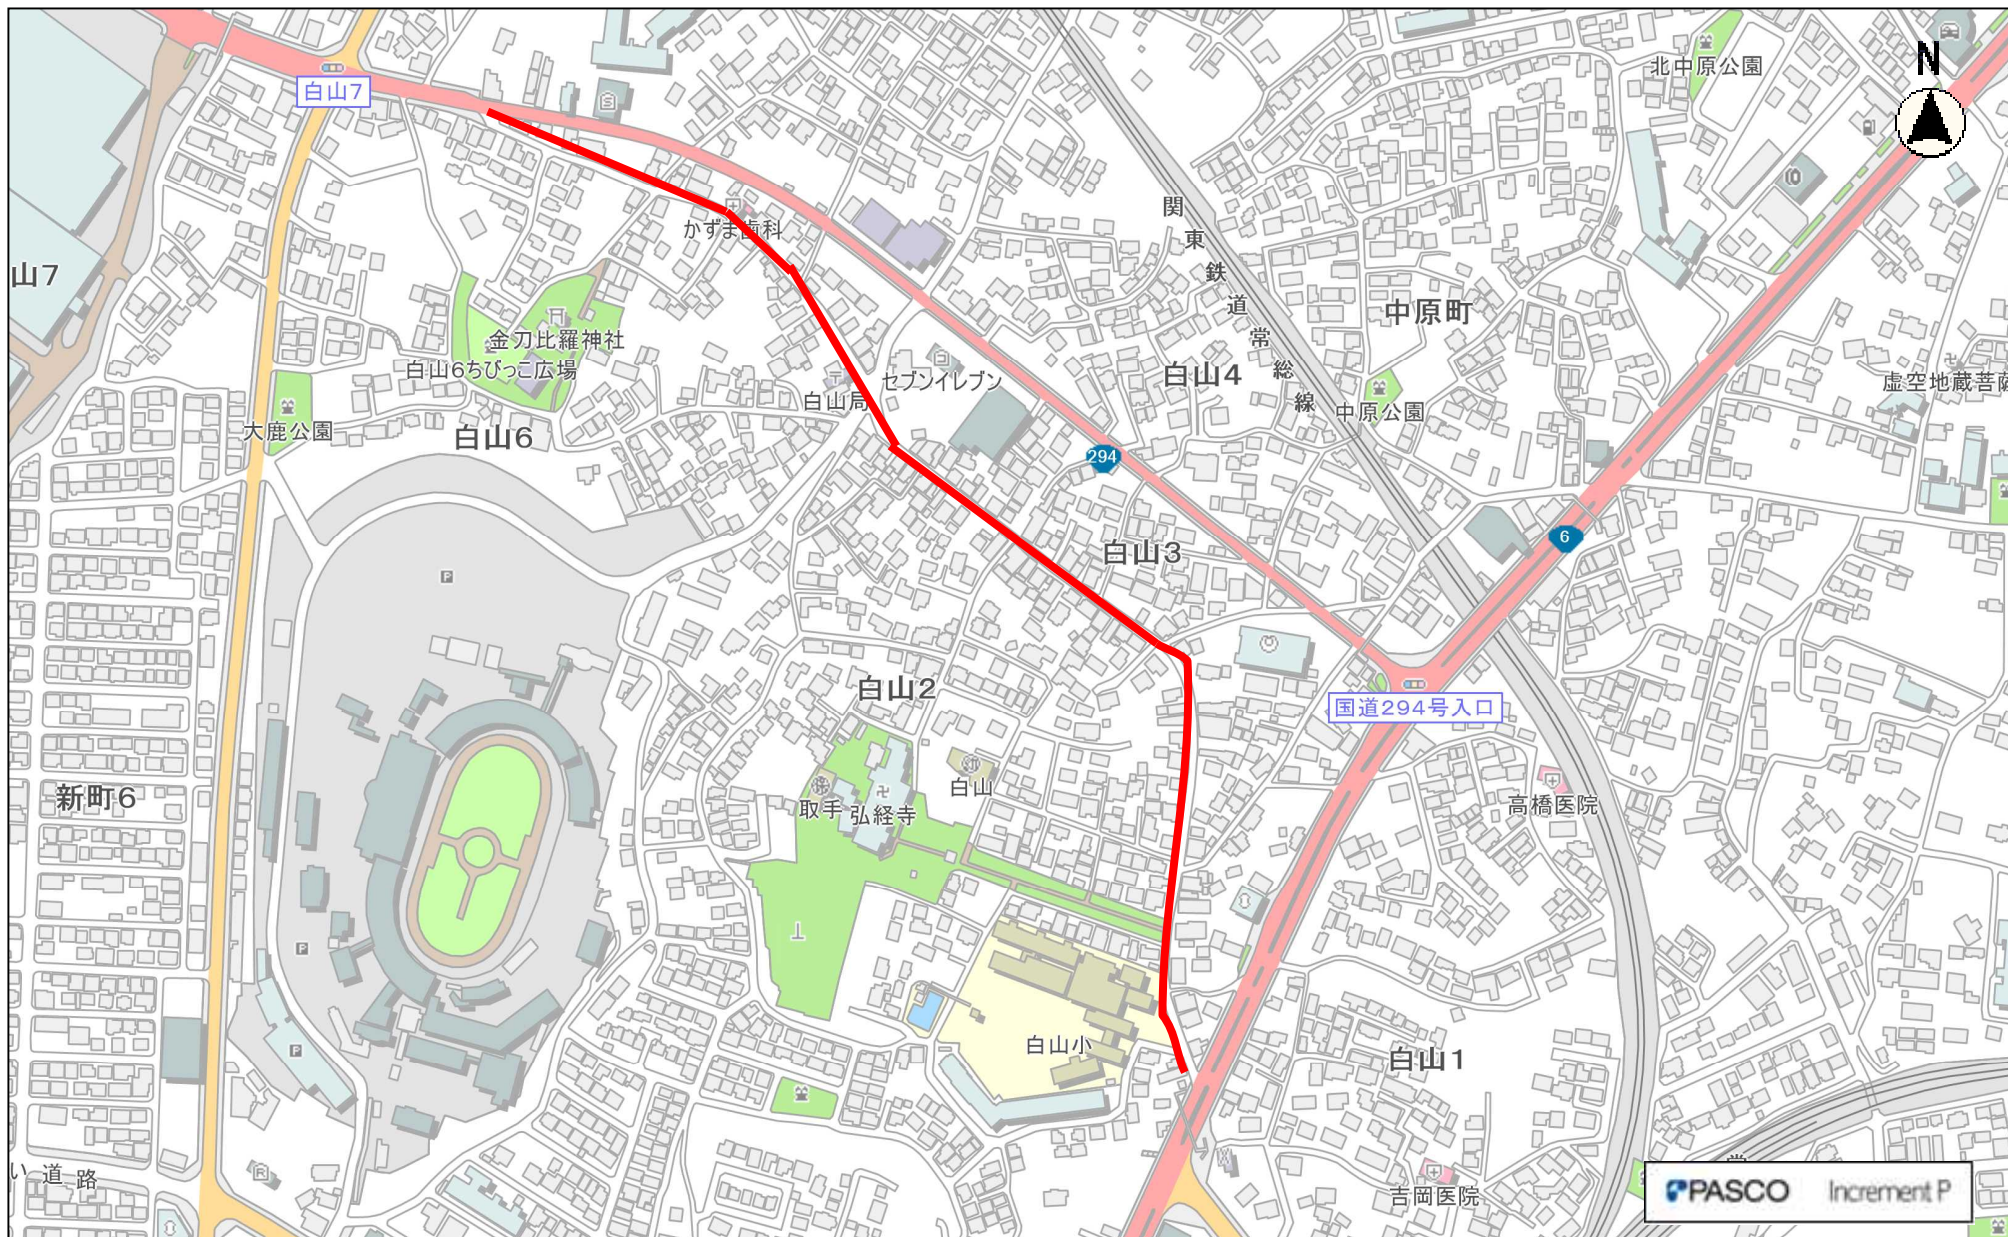 N
北中原公園
白山7
関東鉄道常総線
かずま歯科
山7
中原町
金刀比羅神社
白山6ちびっこ広場
セブンイレブン
白山4
虚空地蔵菩薩
白山局
中原公園
大鹿公園
白山6
294
6
白山3
白山2
国道294号入口
新町6
取手
弘経寺
白山
高橋医院
白山小
白山1
い道路
吉岡医院
PASCO
Increment P